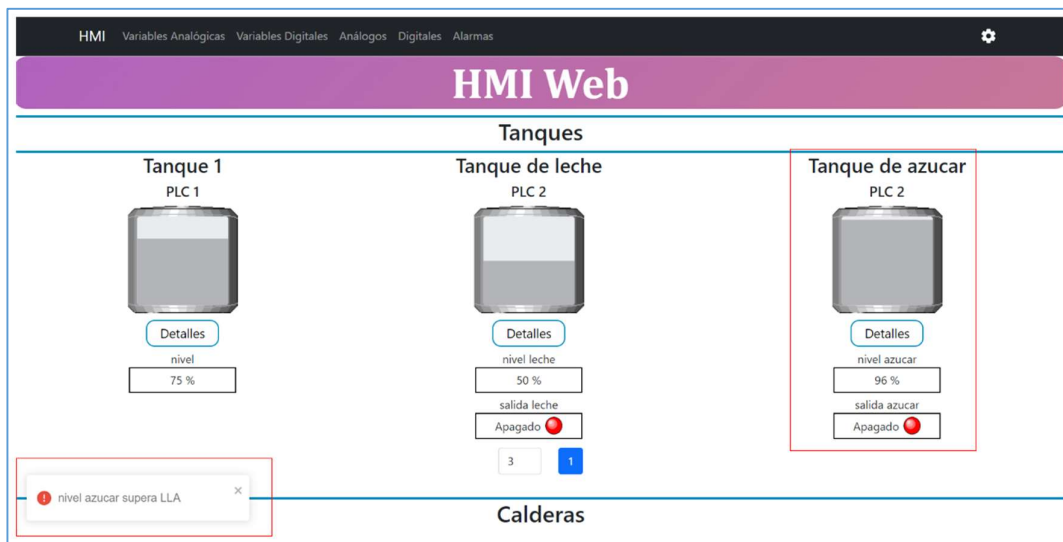 HMI Variables Analógicas Variables Digitales Análogos Digitales Alarmas
HMI Web
Tanques
Tanque 1
PLC 1
Detalles
nivel
75 %
Tanque de leche
PLC 2
Detalles
nivel leche
50 %
salida leche
Apagado
3
1
Tanque de azucar
PLC 2
Detalles
nivel azucar
96 %
salida azucar
Apagado
nivel azucar supera LLA
Calderas